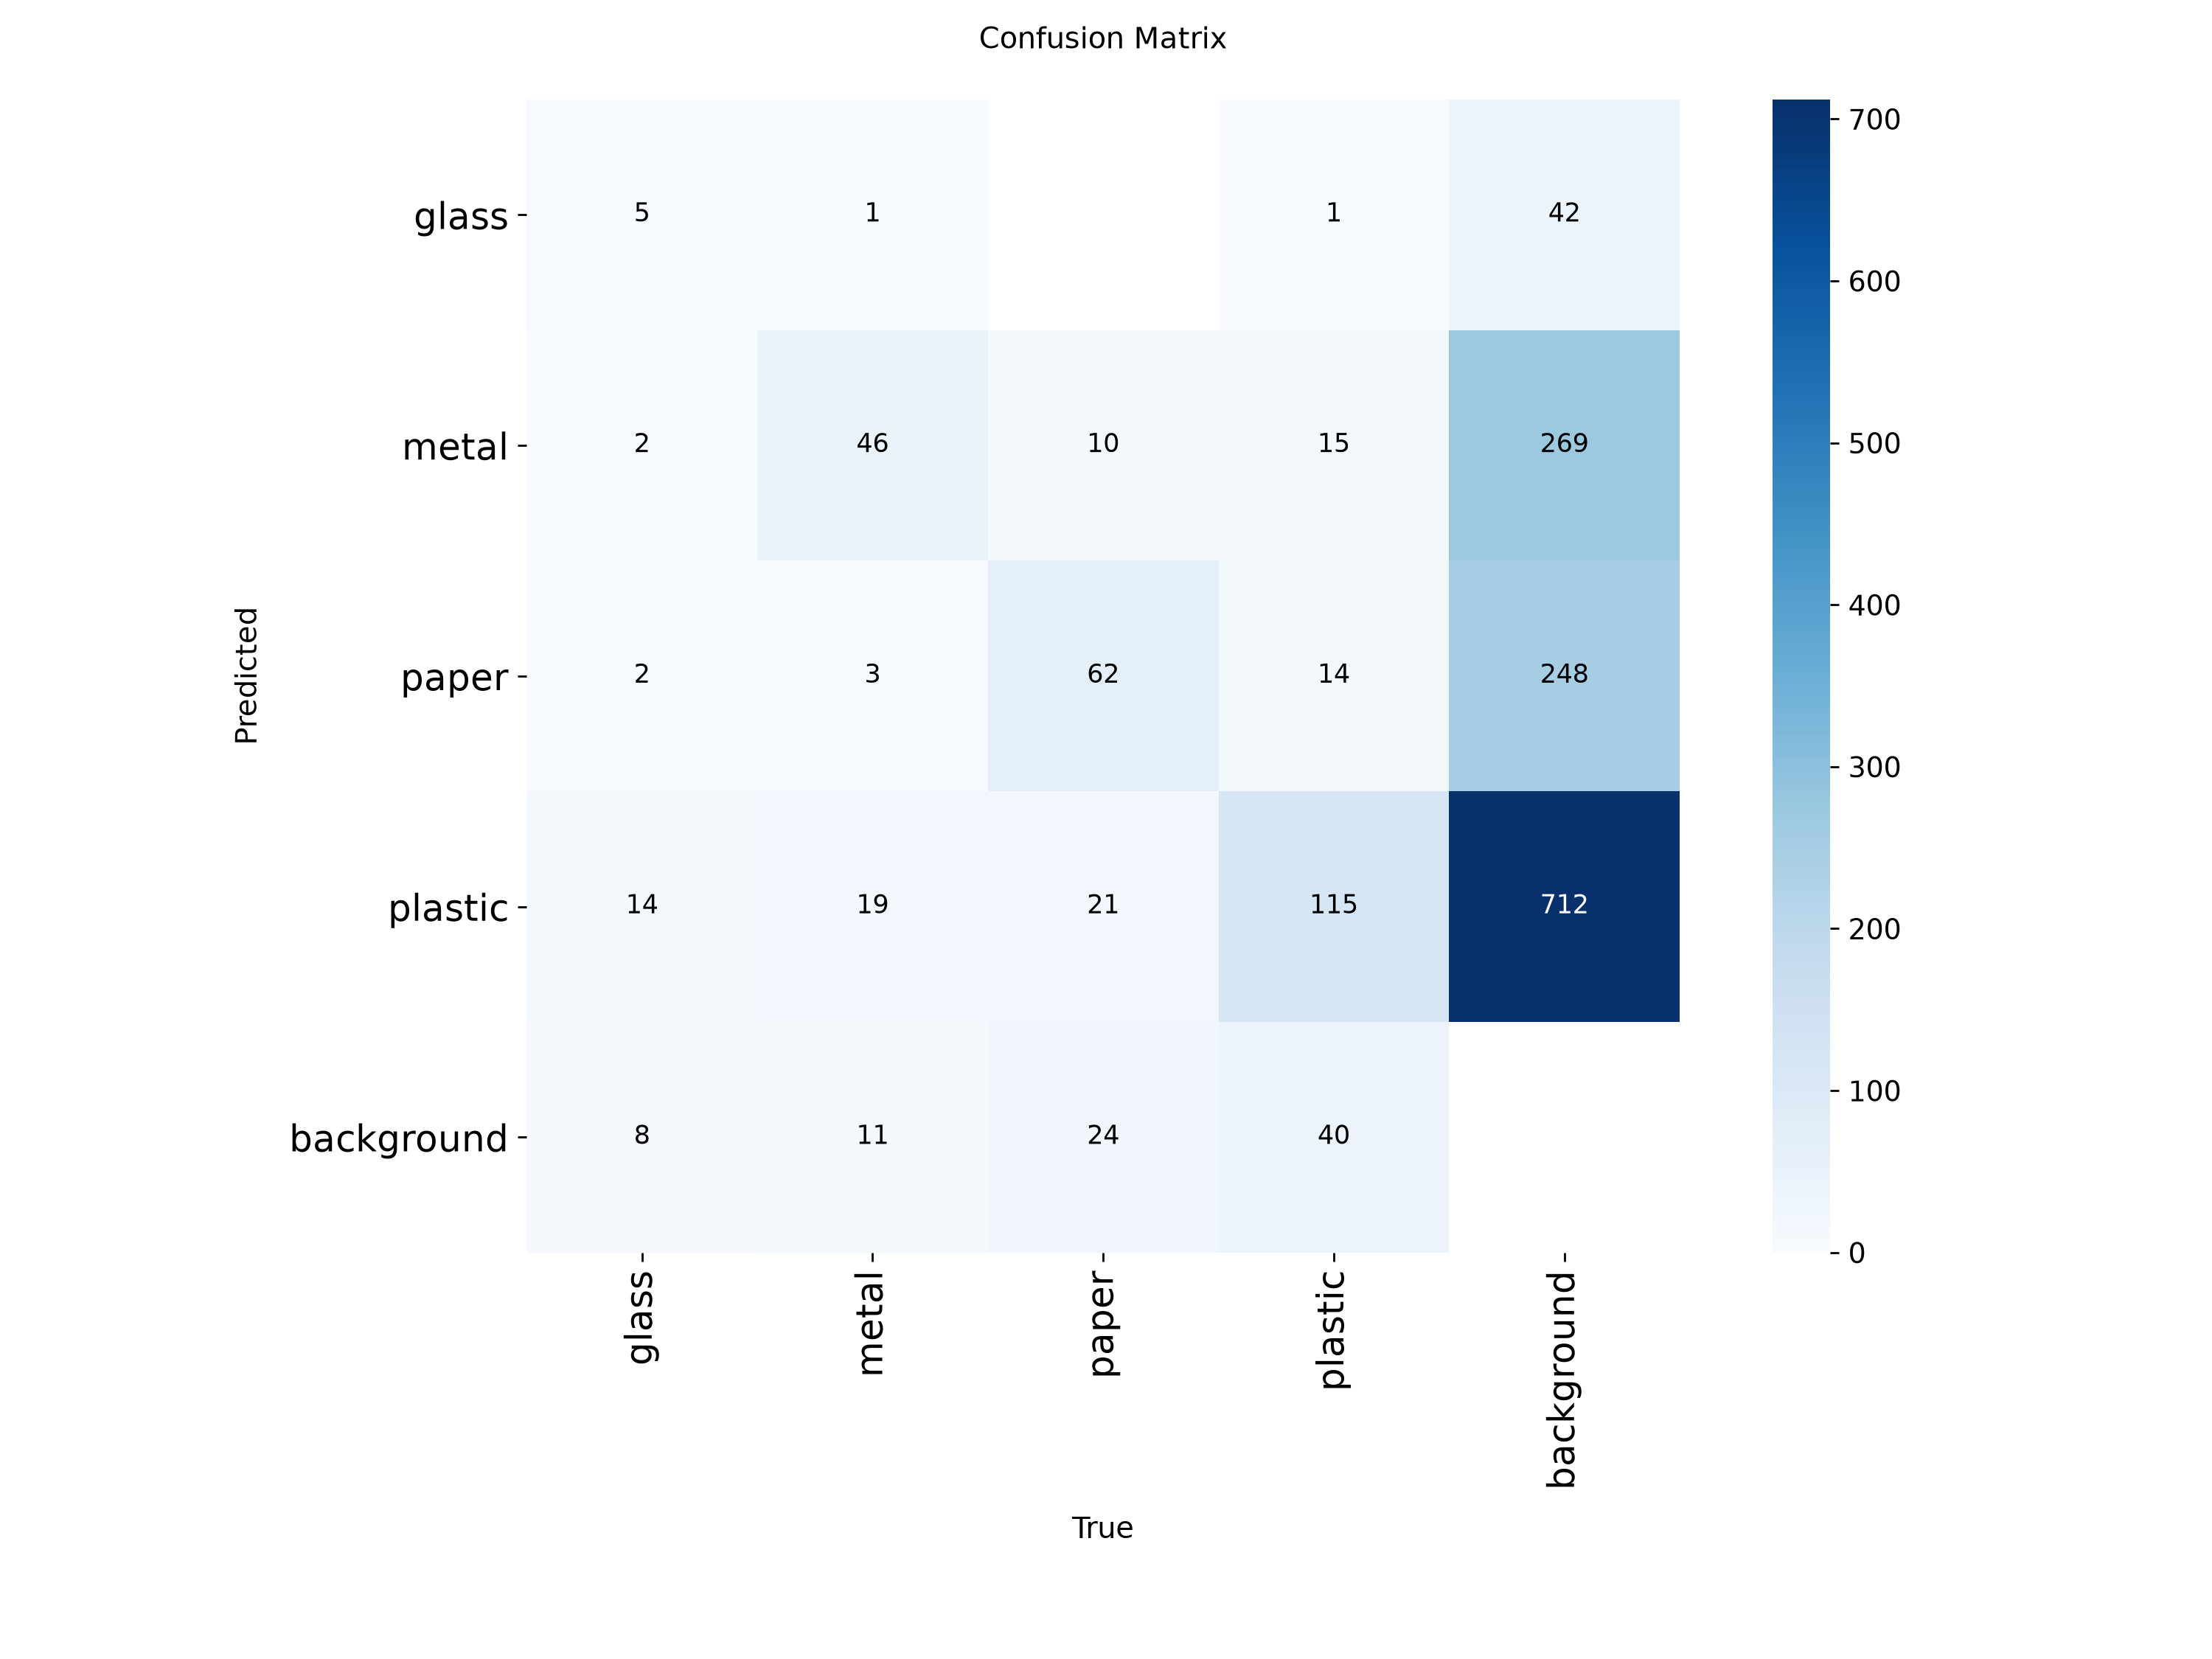 Confusion Matrix
glass 5 1 1 42
metal 2 46 10 15 269
paper 2 3 62 14 248
plastic 14 19 21 115 712
background 8 11 24 40
glass metal paper plastic background
Predicted
True
700
600
500
400
300
200
100
0